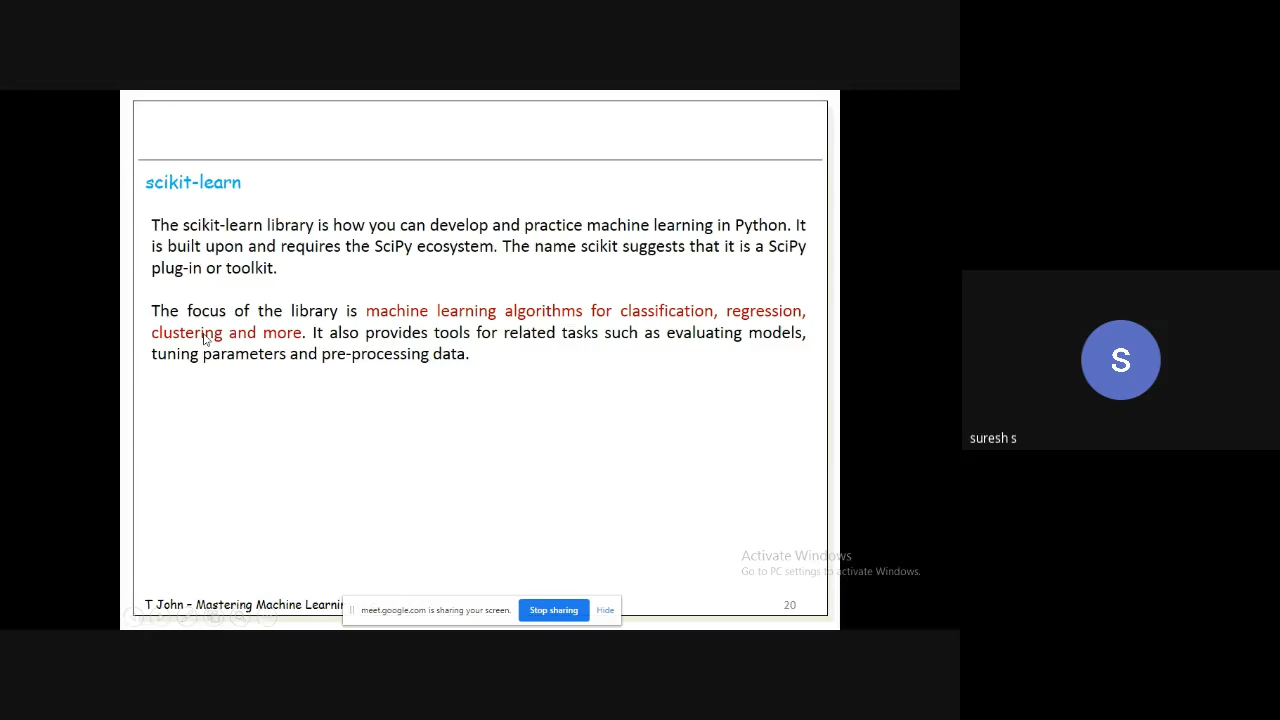 scikit-learn
The scikit-learn library is how you can develop and practice machine learning in Python. It
is built upon and requires the SciPy ecosystem. The name scikit suggests that it is a SciPy
plug-in or toolkit.
The focus of the library is machine learning algorithms for classification, regression,
clustering and more. It also provides tools for related tasks such as evaluating models,
tuning parameters and pre-processing data.
S
suresh s
Activate Windows
Go to PC settings to activate Windows.
T John – Mastering Machine Learnin
meet.google.com is sharing your screen.
Stop sharing
Hide
20